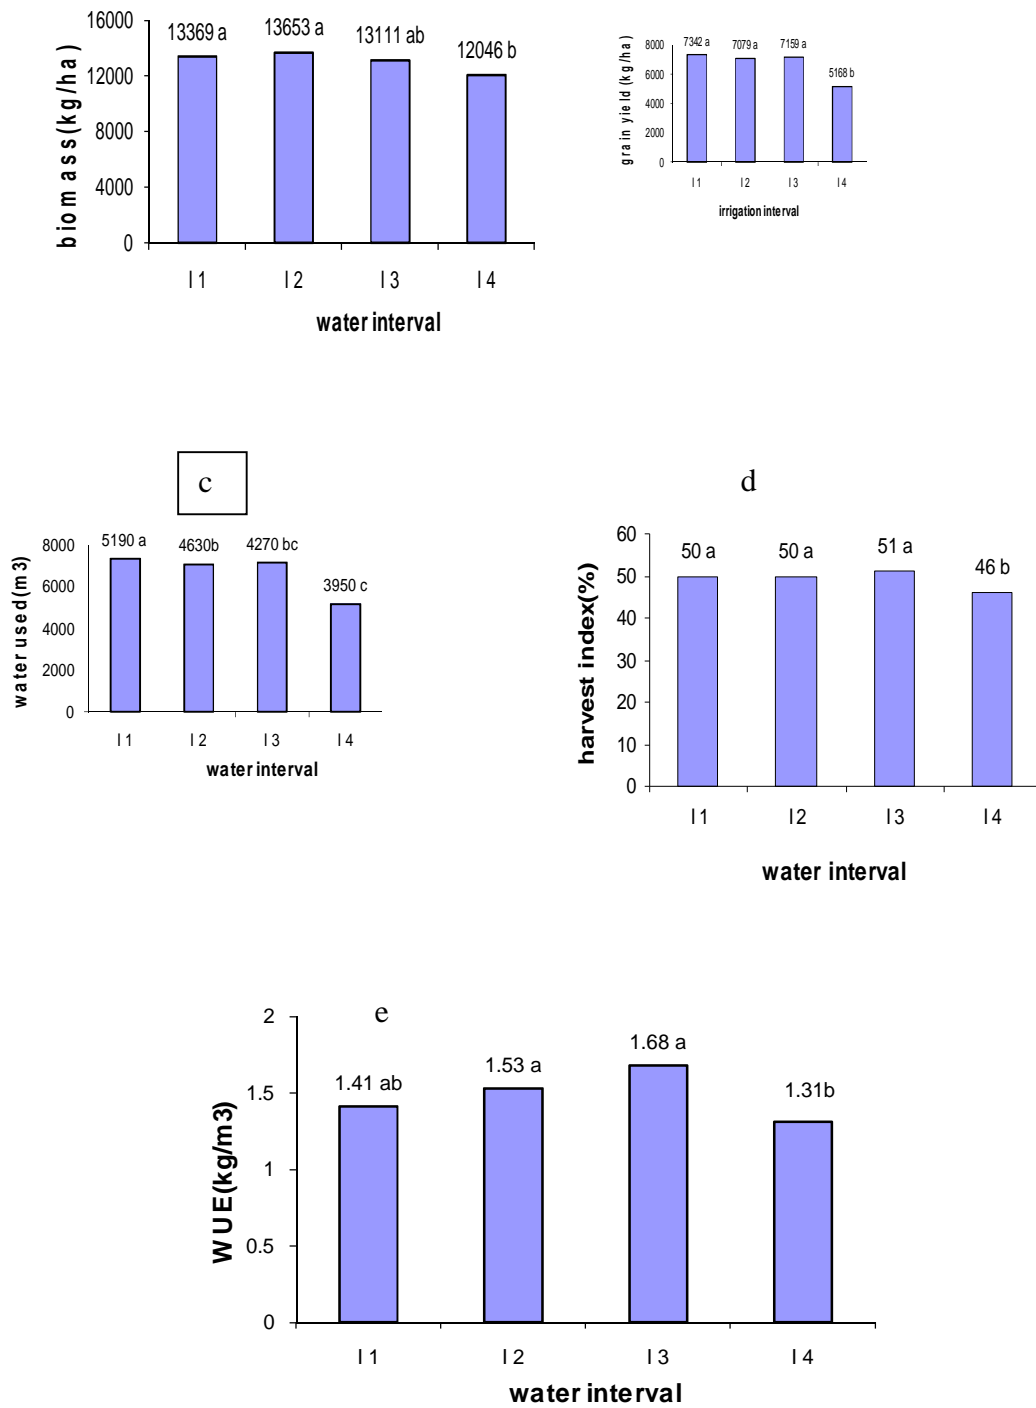 16000
12000
8000
4000
0
13369 a
13653 a
13111 ab
12046 b
biomass(kg/ha)
I1
I2
I3
I4
water interval
8000
6000
4000
2000
0
7342 a
7079 a
7159 a
5168 b
grain yield (kg/ha)
I1
I2
I3
I4
irrigation interval
c
8000
6000
4000
2000
0
5190 a
4630b
4270 bc
3950 c
water used(m3)
I1
I2
I3
I4
water interval
d
60
50
40
30
20
10
0
50 a
50 a
51 a
46 b
harvest index(%)
I1
I2
I3
I4
water interval
e
2
1.5
1
0.5
0
1.41 ab
1.53 a
1.68 a
1.31b
WUE(kg/m3)
I1
I2
I3
I4
water interval